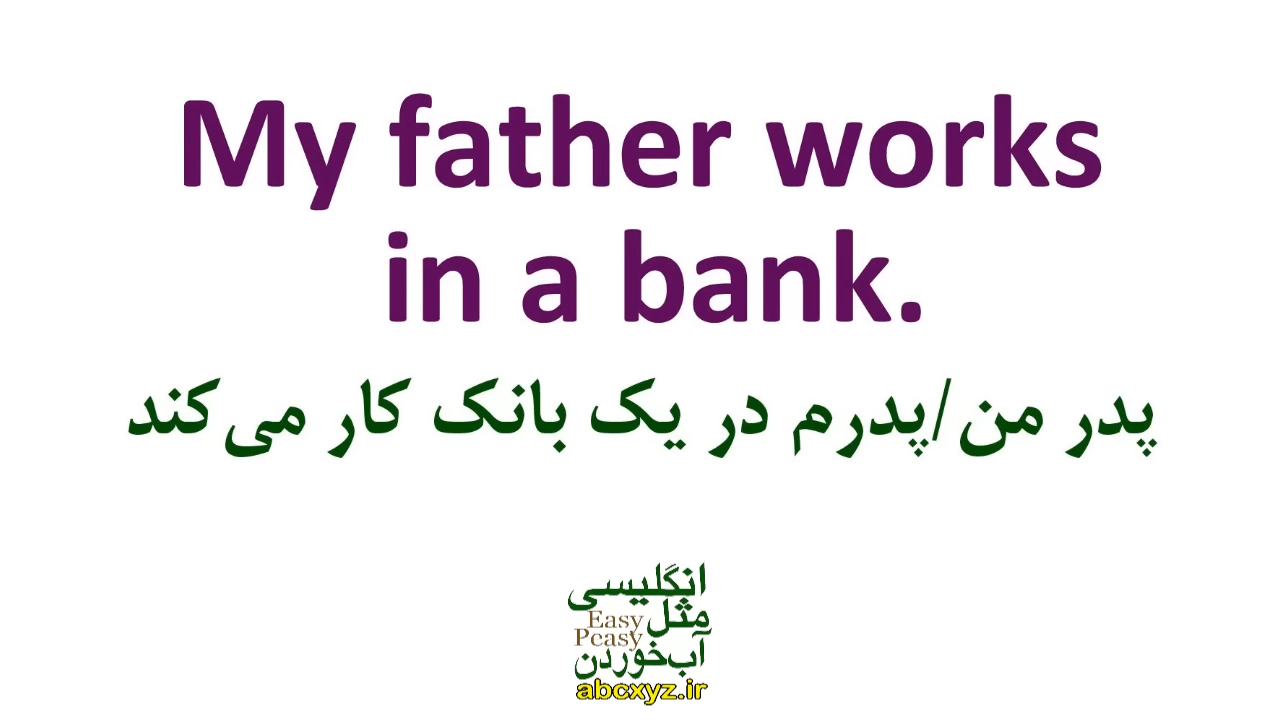 My father works
in a bank.
پدر من/پدرم در یک بانک کار می‌کند
انگلیسی
مثل
Easy
Peasy
آب‌خوردن
abcxyz.ir